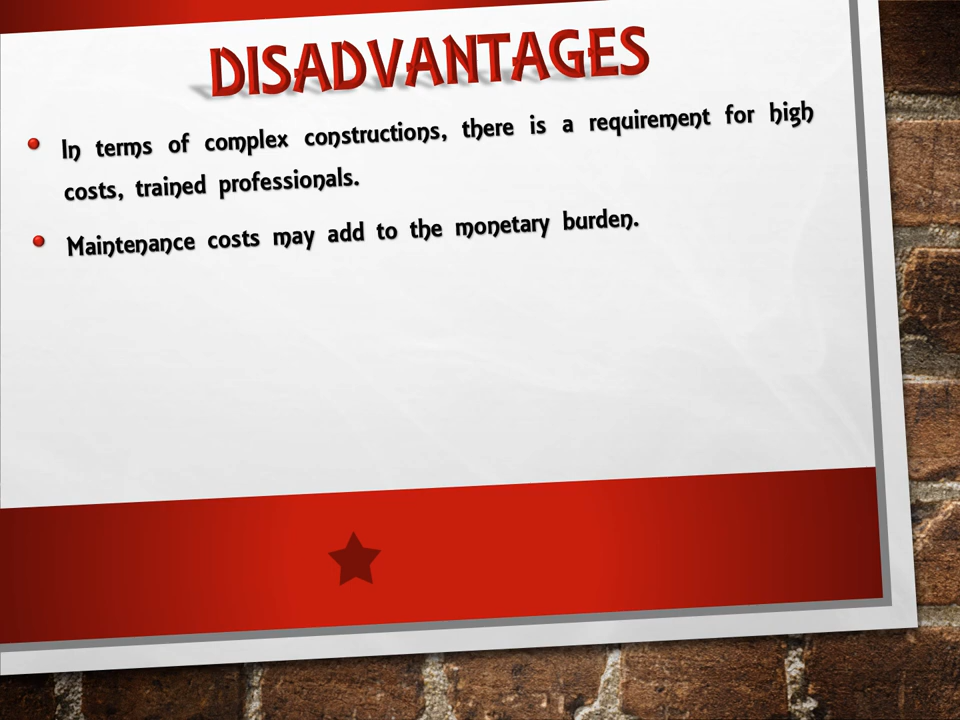 DISADVANTAGES
In terms of complex constructions, there is a requirement for high
costs, trained professionals.
Maintenance costs may add to the monetary burden.